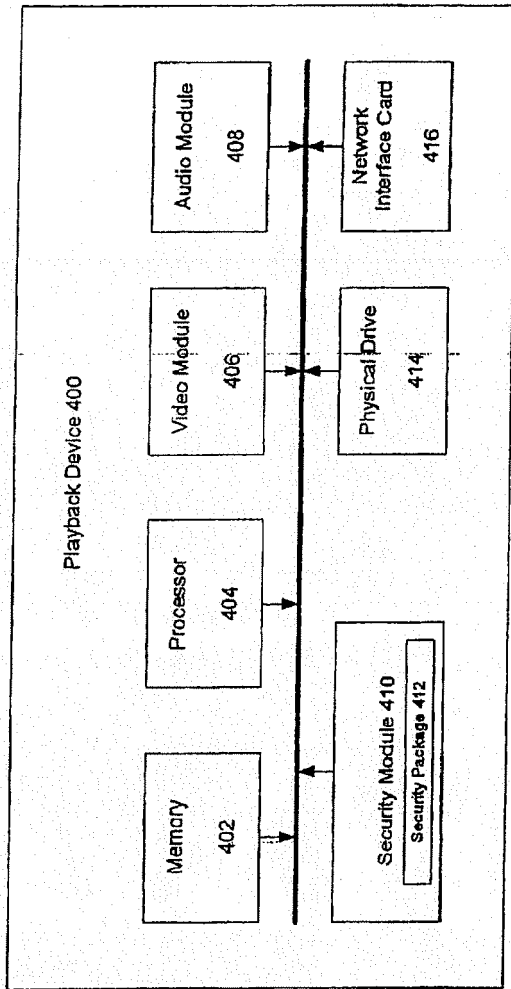 Playback Device 400
Memory
402
Processor
404
Video Module
406
Audio Module
408
Security Module 410
Security Package 412
Physical Drive
414
Network
Interface Card
416